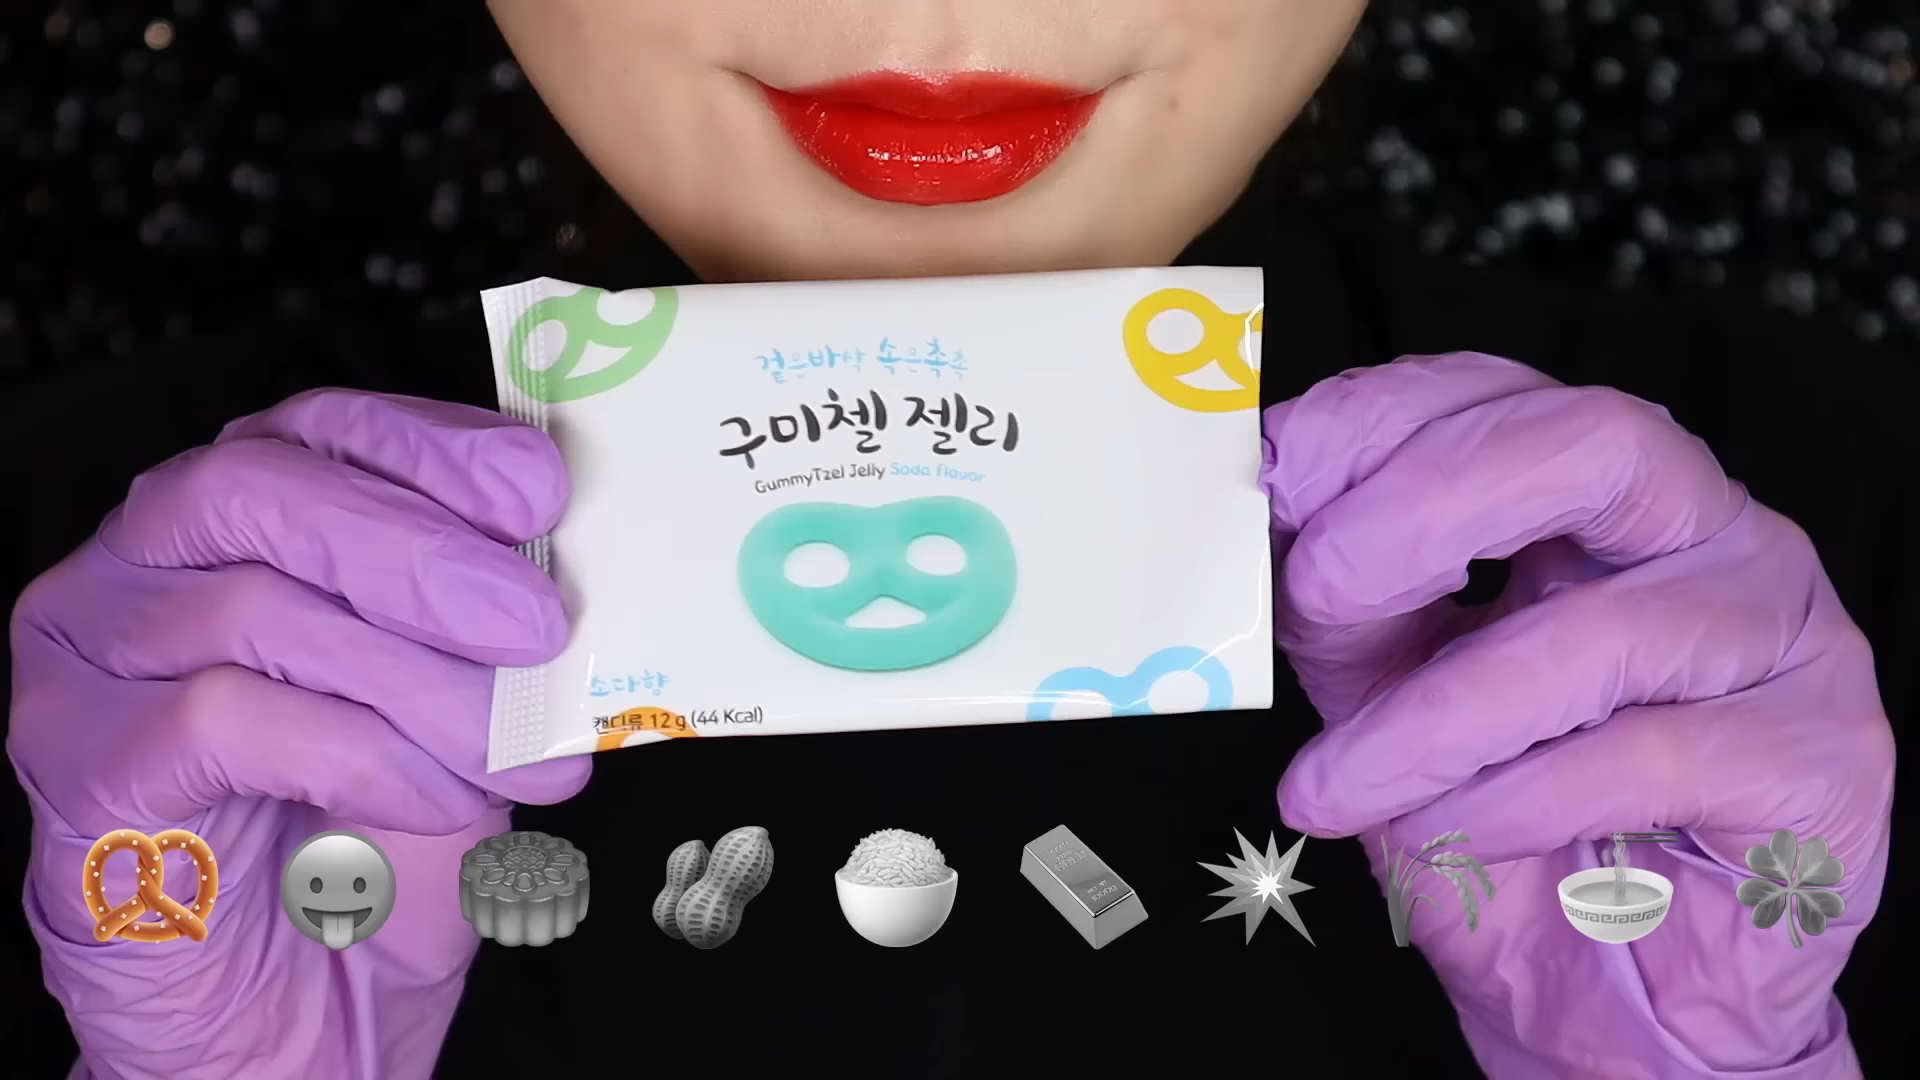 겉은바삭 속은촉촉
구미첼 젤리
GummyTzel Jelly Soda flavor
소다향
캔디류 12 g (44 Kcal)